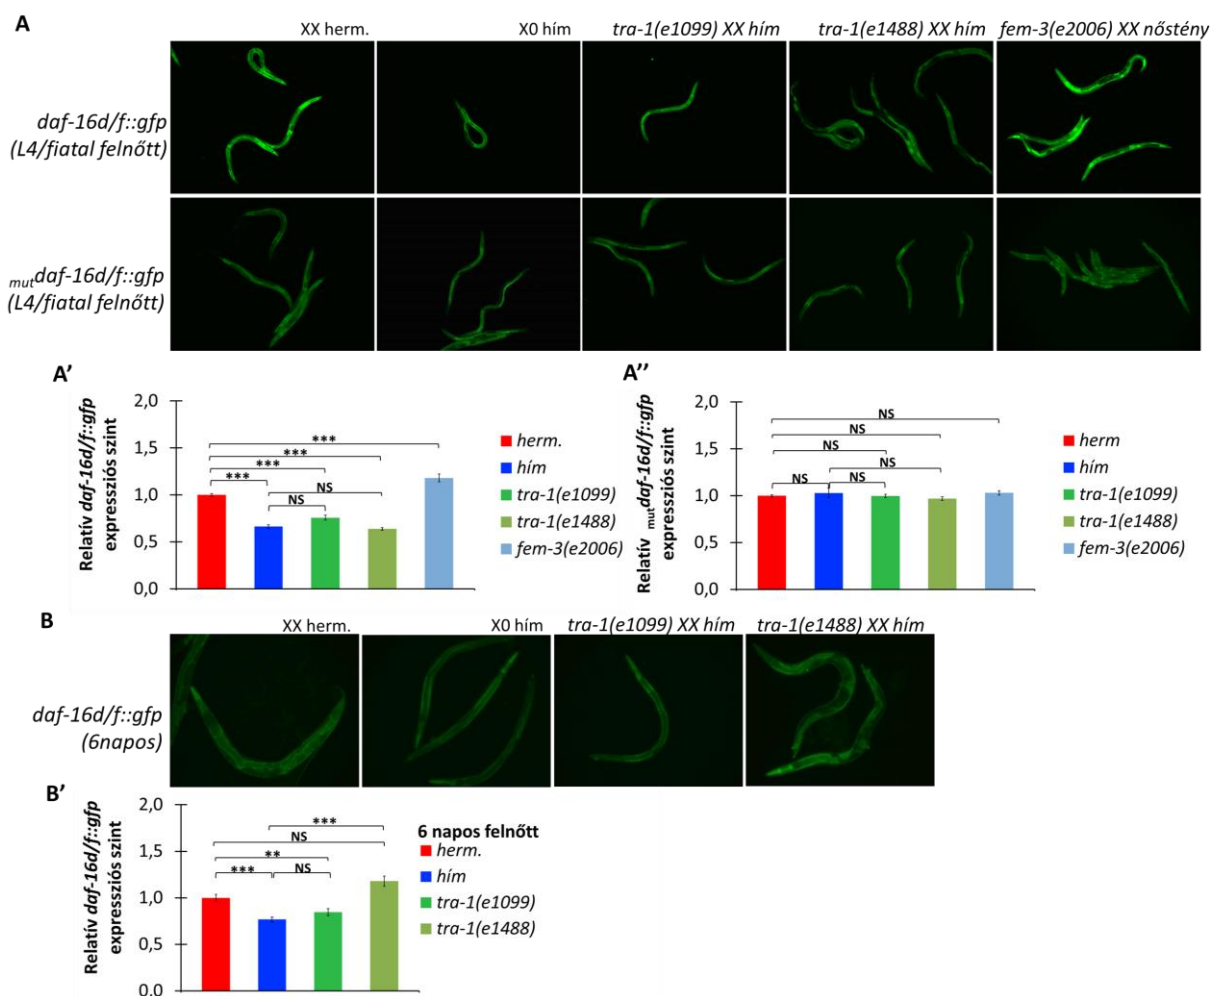 A
XX herm.
X0 hím
tra-1(e1099) XX hím
tra-1(e1488) XX hím
fem-3(e2006) XX nőstény
daf-16d/f::gfp
(L4/fiatal felnőtt)
mutdaf-16d/f::gfp
(L4/fiatal felnőtt)
A'
Relatív daf-16d/f::gfp
expressziós szint
2,0
1,5
1,0
0,5
0,0
***
***
***
***
NS
NS
herm.
hím
tra-1(e1099)
tra-1(e1488)
fem-3(e2006)
A''
Relatív mutdaf-16d/f::gfp
expressziós szint
2,0
1,5
1,0
0,5
0,0
NS
NS
NS
NS
NS
NS
herm
hím
tra-1(e1099)
tra-1(e1488)
fem-3(e2006)
B
XX herm.
X0 hím
tra-1(e1099) XX hím
tra-1(e1488) XX hím
daf-16d/f::gfp
(6napos)
B'
Relatív daf-16d/f::gfp
expressziós szint
2,0
1,5
1,0
0,5
0,0
***
NS
**
***
NS
6 napos felnőtt
herm.
hím
tra-1(e1099)
tra-1(e1488)